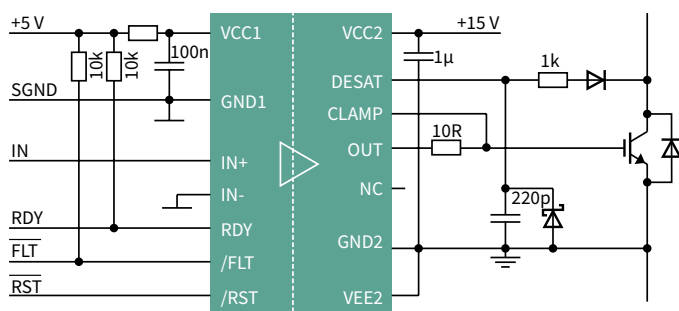 +5 V
10k
10k
100n
SGND
IN
RDY
FLT
RST
VCC1
GND1
IN+
IN-
RDY
/FLT
/RST
VCC2
DESAT
CLAMP
OUT
NC
GND2
VEE2
+15 V
1µ
1k
10R
220p